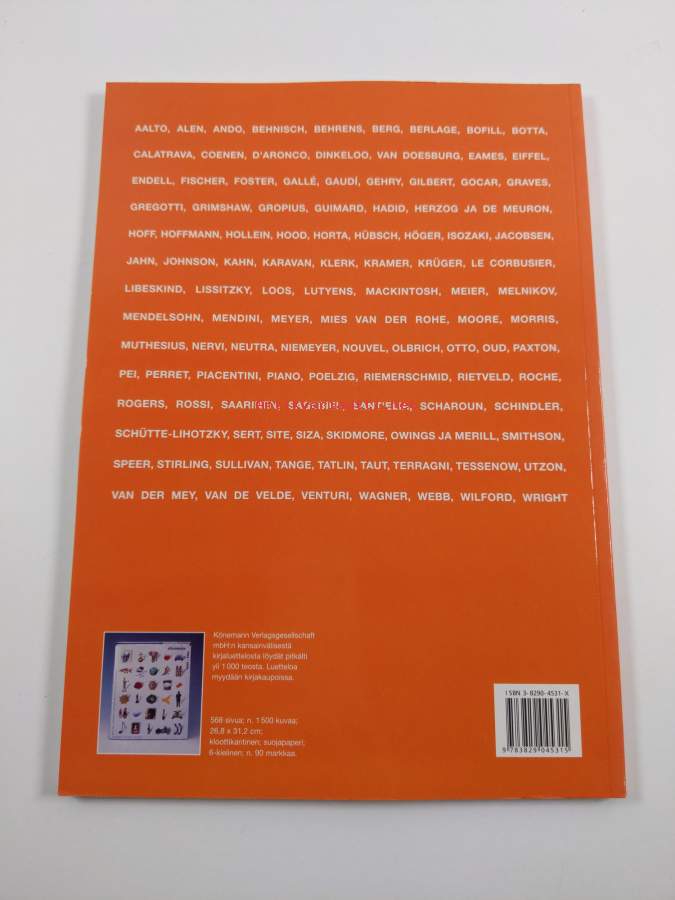 AALTO, ALEN, ANDO, BEHNISCH, BEHRENS, BERG, BERLAGE, BOFILL, BOTTA,
CALATRAVA, COENEN, D'ARONCO, DINKELOO, VAN DOESBURG, EAMES, EIFFEL,
ENDELL, FISCHER, FOSTER, GALLÉ, GAUDÍ, GEHRY, GILBERT, GOCAR, GRAVES,
GREGOTTI, GRIMSHAW, GROPIUS, GUIMARD, HADID, HERZOG JA DE MEURON,
HOFF, HOFFMANN, HOLLEIN, HOOD, HORTA, HÜBSCH, HÖGER, ISOZAKI, JACOBSEN,
JAHN, JOHNSON, KAHN, KARAVAN, KLERK, KRAMER, KRÜGER, LE CORBUSIER,
LIBESKIND, LISSITZKY, LOOS, LUTYENS, MACKINTOSH, MEIER, MELNIKOV,
MENDELSOHN, MENDINI, MEYER, MIES VAN DER ROHE, MOORE, MORRIS,
MUTHESIUS, NERVI, NEUTRA, NIEMEYER, NOUVEL, OLBRICH, OTTO, OUD, PAXTON,
PEI, PERRET, PIACENTINI, PIANO, POELZIG, RIEMERSCHMID, RIETVELD, ROCHE,
ROGERS, ROSSI, SAARINEN, SCHAROUN, SCHINDLER,
SCHÜTTE-LIHOTZKY, SERT, SITE, SIZA, SKIDMORE, OWINGS JA MERILL, SMITHSON,
SPEER, STIRLING, SULLIVAN, TANGE, TATLIN, TAUT, TERRAGNI, TESSENOW, UTZON,
VAN DER MEY, VAN DE VELDE, VENTURI, WAGNER, WEBB, WILFORD, WRIGHT
Könemann Verlagsgesellschaft
mbH:n kansainvälisestä
kirjaluettelosta löydät pitkälti
yli 1 000 teosta. Luetteloa
myydään kirjakaupoissa.
568 sivua; n. 1 500 kuvaa;
26,8 x 31,2 cm;
kloottikantinen; suojapaperi;
6-kielinen; n. 90 markkaa.
ISBN 3-8290-4531-X
9 783829 045315